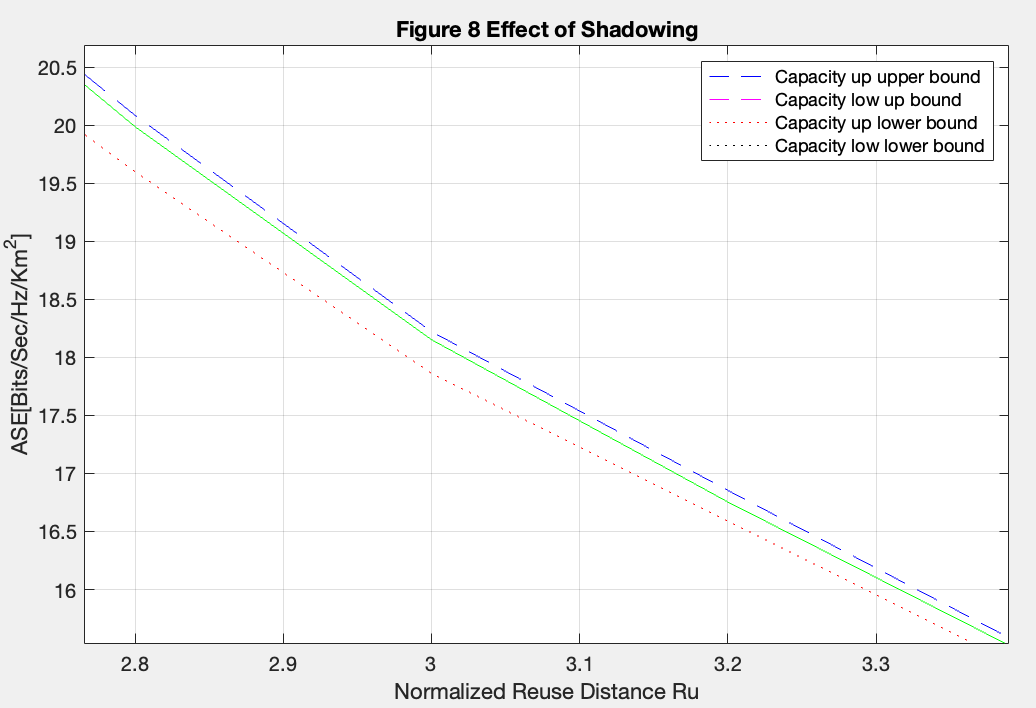 Figure 8 Effect of Shadowing
Capacity up upper bound
Capacity low up bound
Capacity up lower bound
Capacity low lower bound
20.5
20
19.5
19
18.5
18
17.5
17
16.5
16
ASE[Bits/Sec/Hz/Km²]
2.8 2.9 3 3.1 3.2 3.3
Normalized Reuse Distance Ru